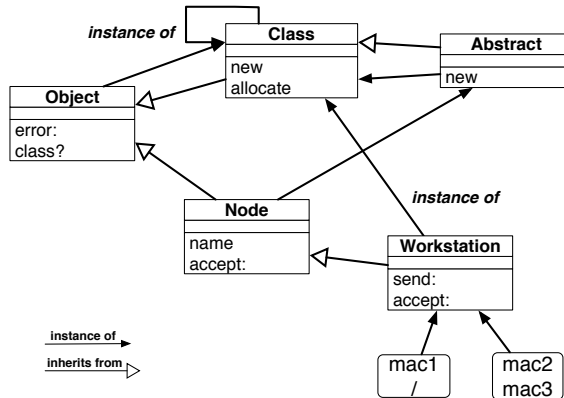 instance of
Class
new
allocate
Abstract
new
Object
error:
class?
instance of
Node
name
accept:
Workstation
send:
accept:
instance of
inherits from
mac1
/
mac2
mac3